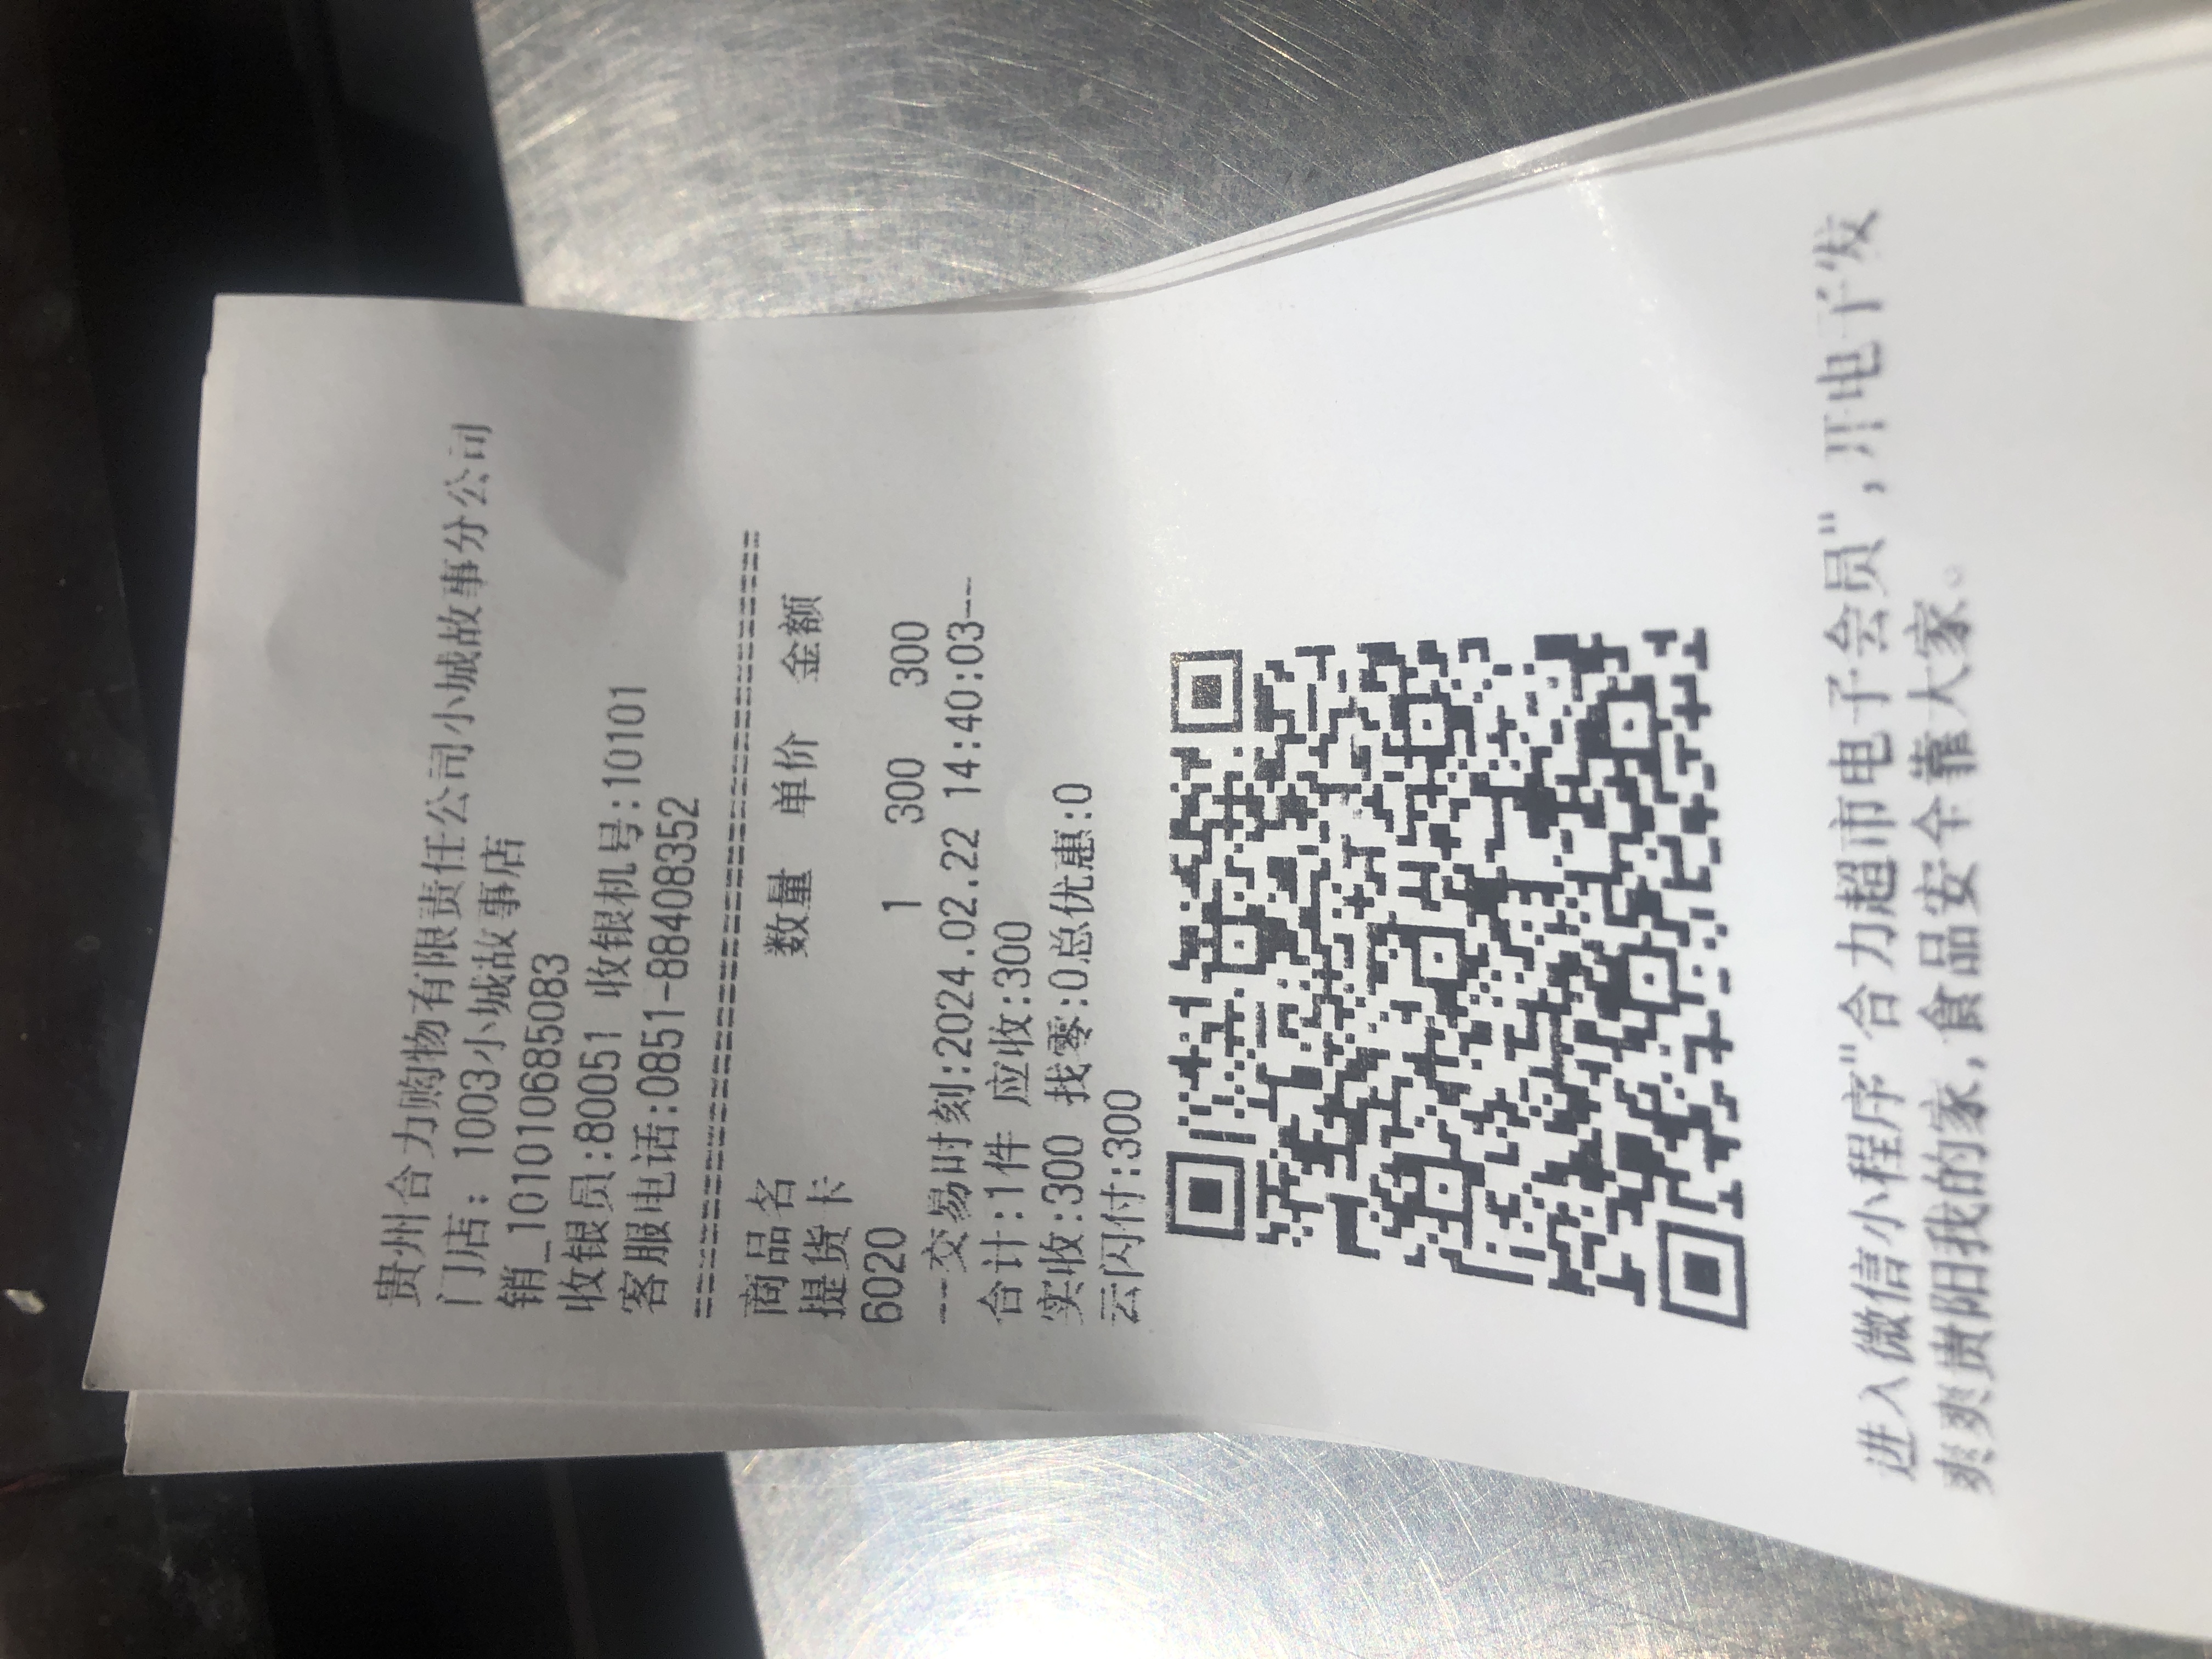 贵州合力购物有限责任公司小城故事分公司
门店: 1003小城故事店
销_1010106850​83
收银员:80051 收银机号:10101
客服电话:0851-88408352
==============================
商品名 数量 单价 金额
提货卡
6020 1 300 300
---交易时刻:2024.02.22 14:40:03---
合计:1件 应收:300
实收:300 找零:0总优惠:0
云闪付:300
进入微信小程序"合力超市电子会员",开电子发
爽爽贵阳我的家,食品安全靠大家。